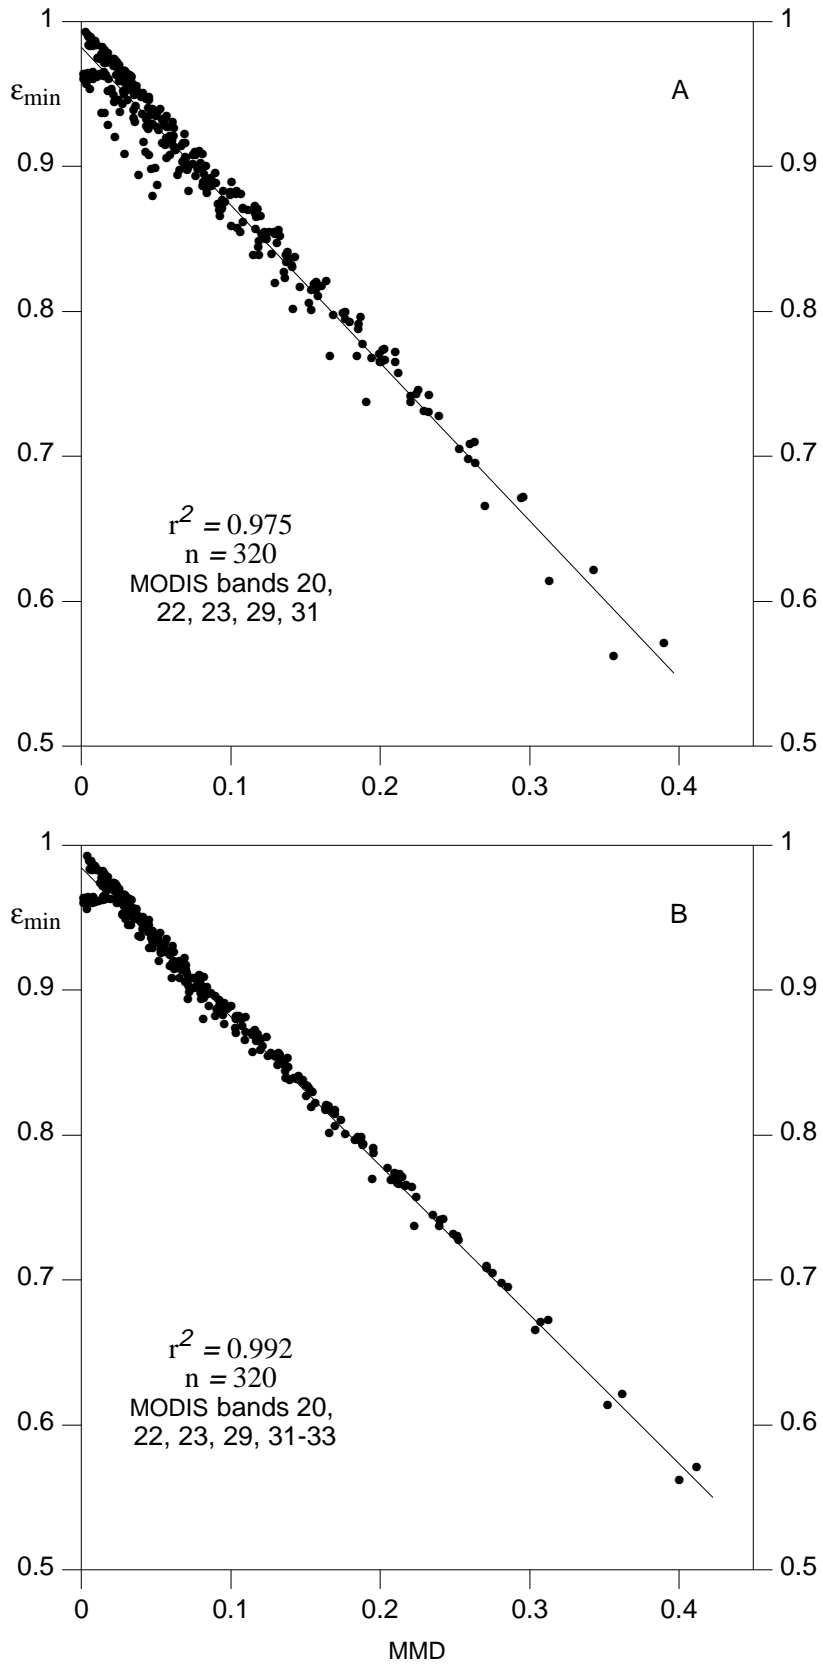 1 1
εmin A
0.9 0.9
0.8 0.8
0.7 0.7
r2 = 0.975
n = 320
MODIS bands 20,
0.6 22, 23, 29, 31 0.6
0.5 0.5
0 0.1 0.2 0.3 0.4
1 1
εmin B
0.9 0.9
0.8 0.8
0.7 0.7
r2 = 0.992
n = 320
MODIS bands 20,
0.6 0.6
22, 23, 29, 31-33
0.5 0.5
0 0.1 0.2 0.3 0.4
MMD